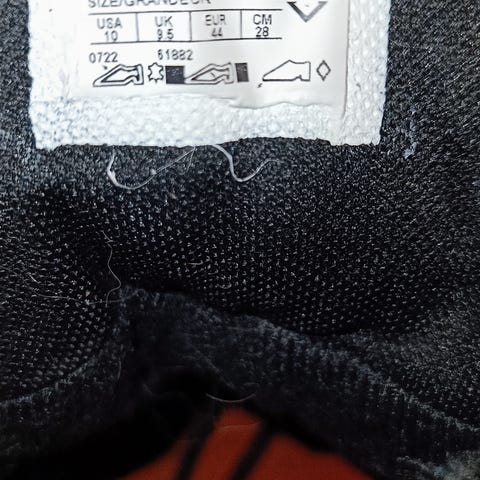 SIZE/GRANDEUR
USA UK EUR CM
10 9.5 44 28
0722 61882